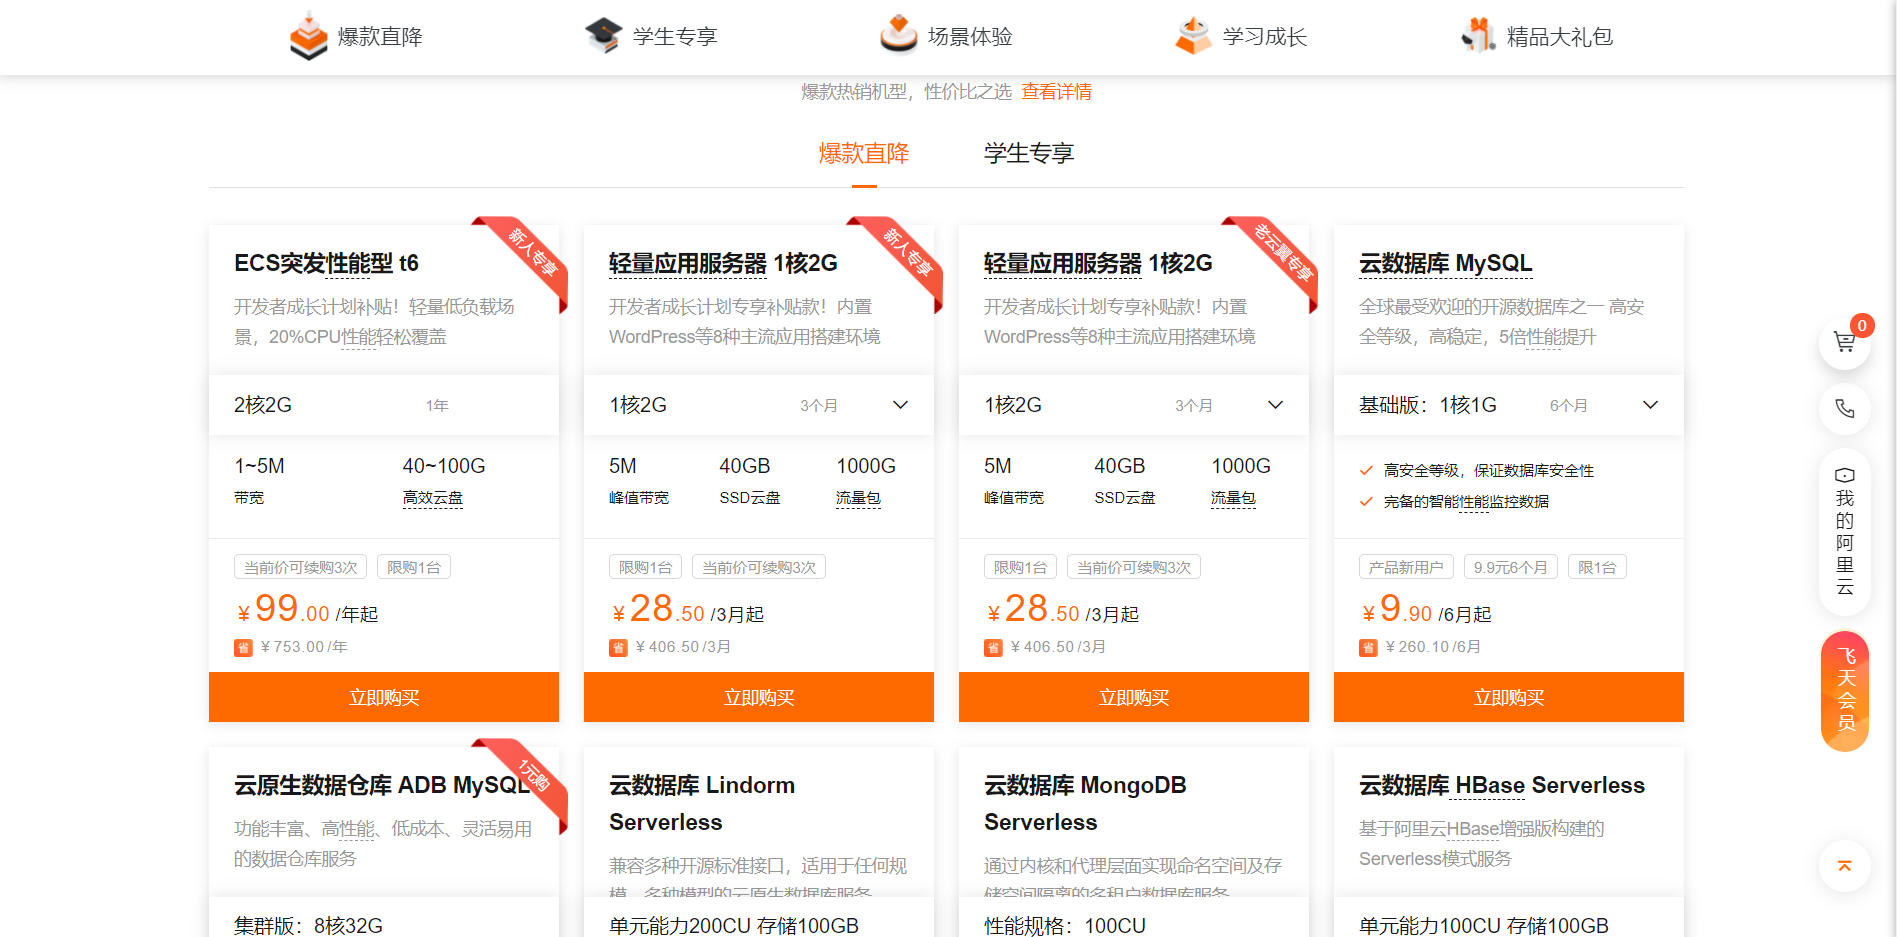 爆款直降
学生专享
场景体验
学习成长
精品大礼包
爆款热销机型，性价比之选 查看详情
爆款直降
学生专享
新人专享
ECS突发性能型 t6
开发者成长计划补贴！轻量低负载场
景，20%CPU性能轻松覆盖
2核2G 1年
1~5M 40~100G
带宽 高效云盘
当前价可续购3次 限购1台
¥99.00 /年起
省 ¥753.00/年
立即购买
新人专享
轻量应用服务器 1核2G
开发者成长计划专享补贴款！内置
WordPress等8种主流应用搭建环境
1核2G 3个月
5M 40GB 1000G
峰值带宽 SSD云盘 流量包
限购1台 当前价可续购3次
¥28.50 /3月起
省 ¥406.50/3月
立即购买
老云翼专享
轻量应用服务器 1核2G
开发者成长计划专享补贴款！内置
WordPress等8种主流应用搭建环境
1核2G 3个月
5M 40GB 1000G
峰值带宽 SSD云盘 流量包
限购1台 当前价可续购3次
¥28.50 /3月起
省 ¥406.50/3月
立即购买
云数据库 MySQL
全球最受欢迎的开源数据库之一 高安
全等级，高稳定，5倍性能提升
基础版：1核1G 6个月
高安全等级，保证数据库安全性
完备的智能性能监控数据
产品新用户 9.9元6个月 限1台
¥9.90 /6月起
省 ¥260.10/6月
立即购买
1元购
云原生数据仓库 ADB MySQL
功能丰富、高性能、低成本、灵活易用
的数据仓库服务
集群版：8核32G
云数据库 Lindorm
Serverless
兼容多种开源标准接口，适用于任何规
模、多种模型的云原生数据库服务
单元能力200CU 存储100GB
云数据库 MongoDB
Serverless
通过内核和代理层面实现命名空间及存
储空间隔离的多租户数据库服务
性能规格：100CU
云数据库 HBase Serverless
基于阿里云HBase增强版构建的
Serverless模式服务
单元能力100CU 存储100GB
0
我的阿里云
飞天会员